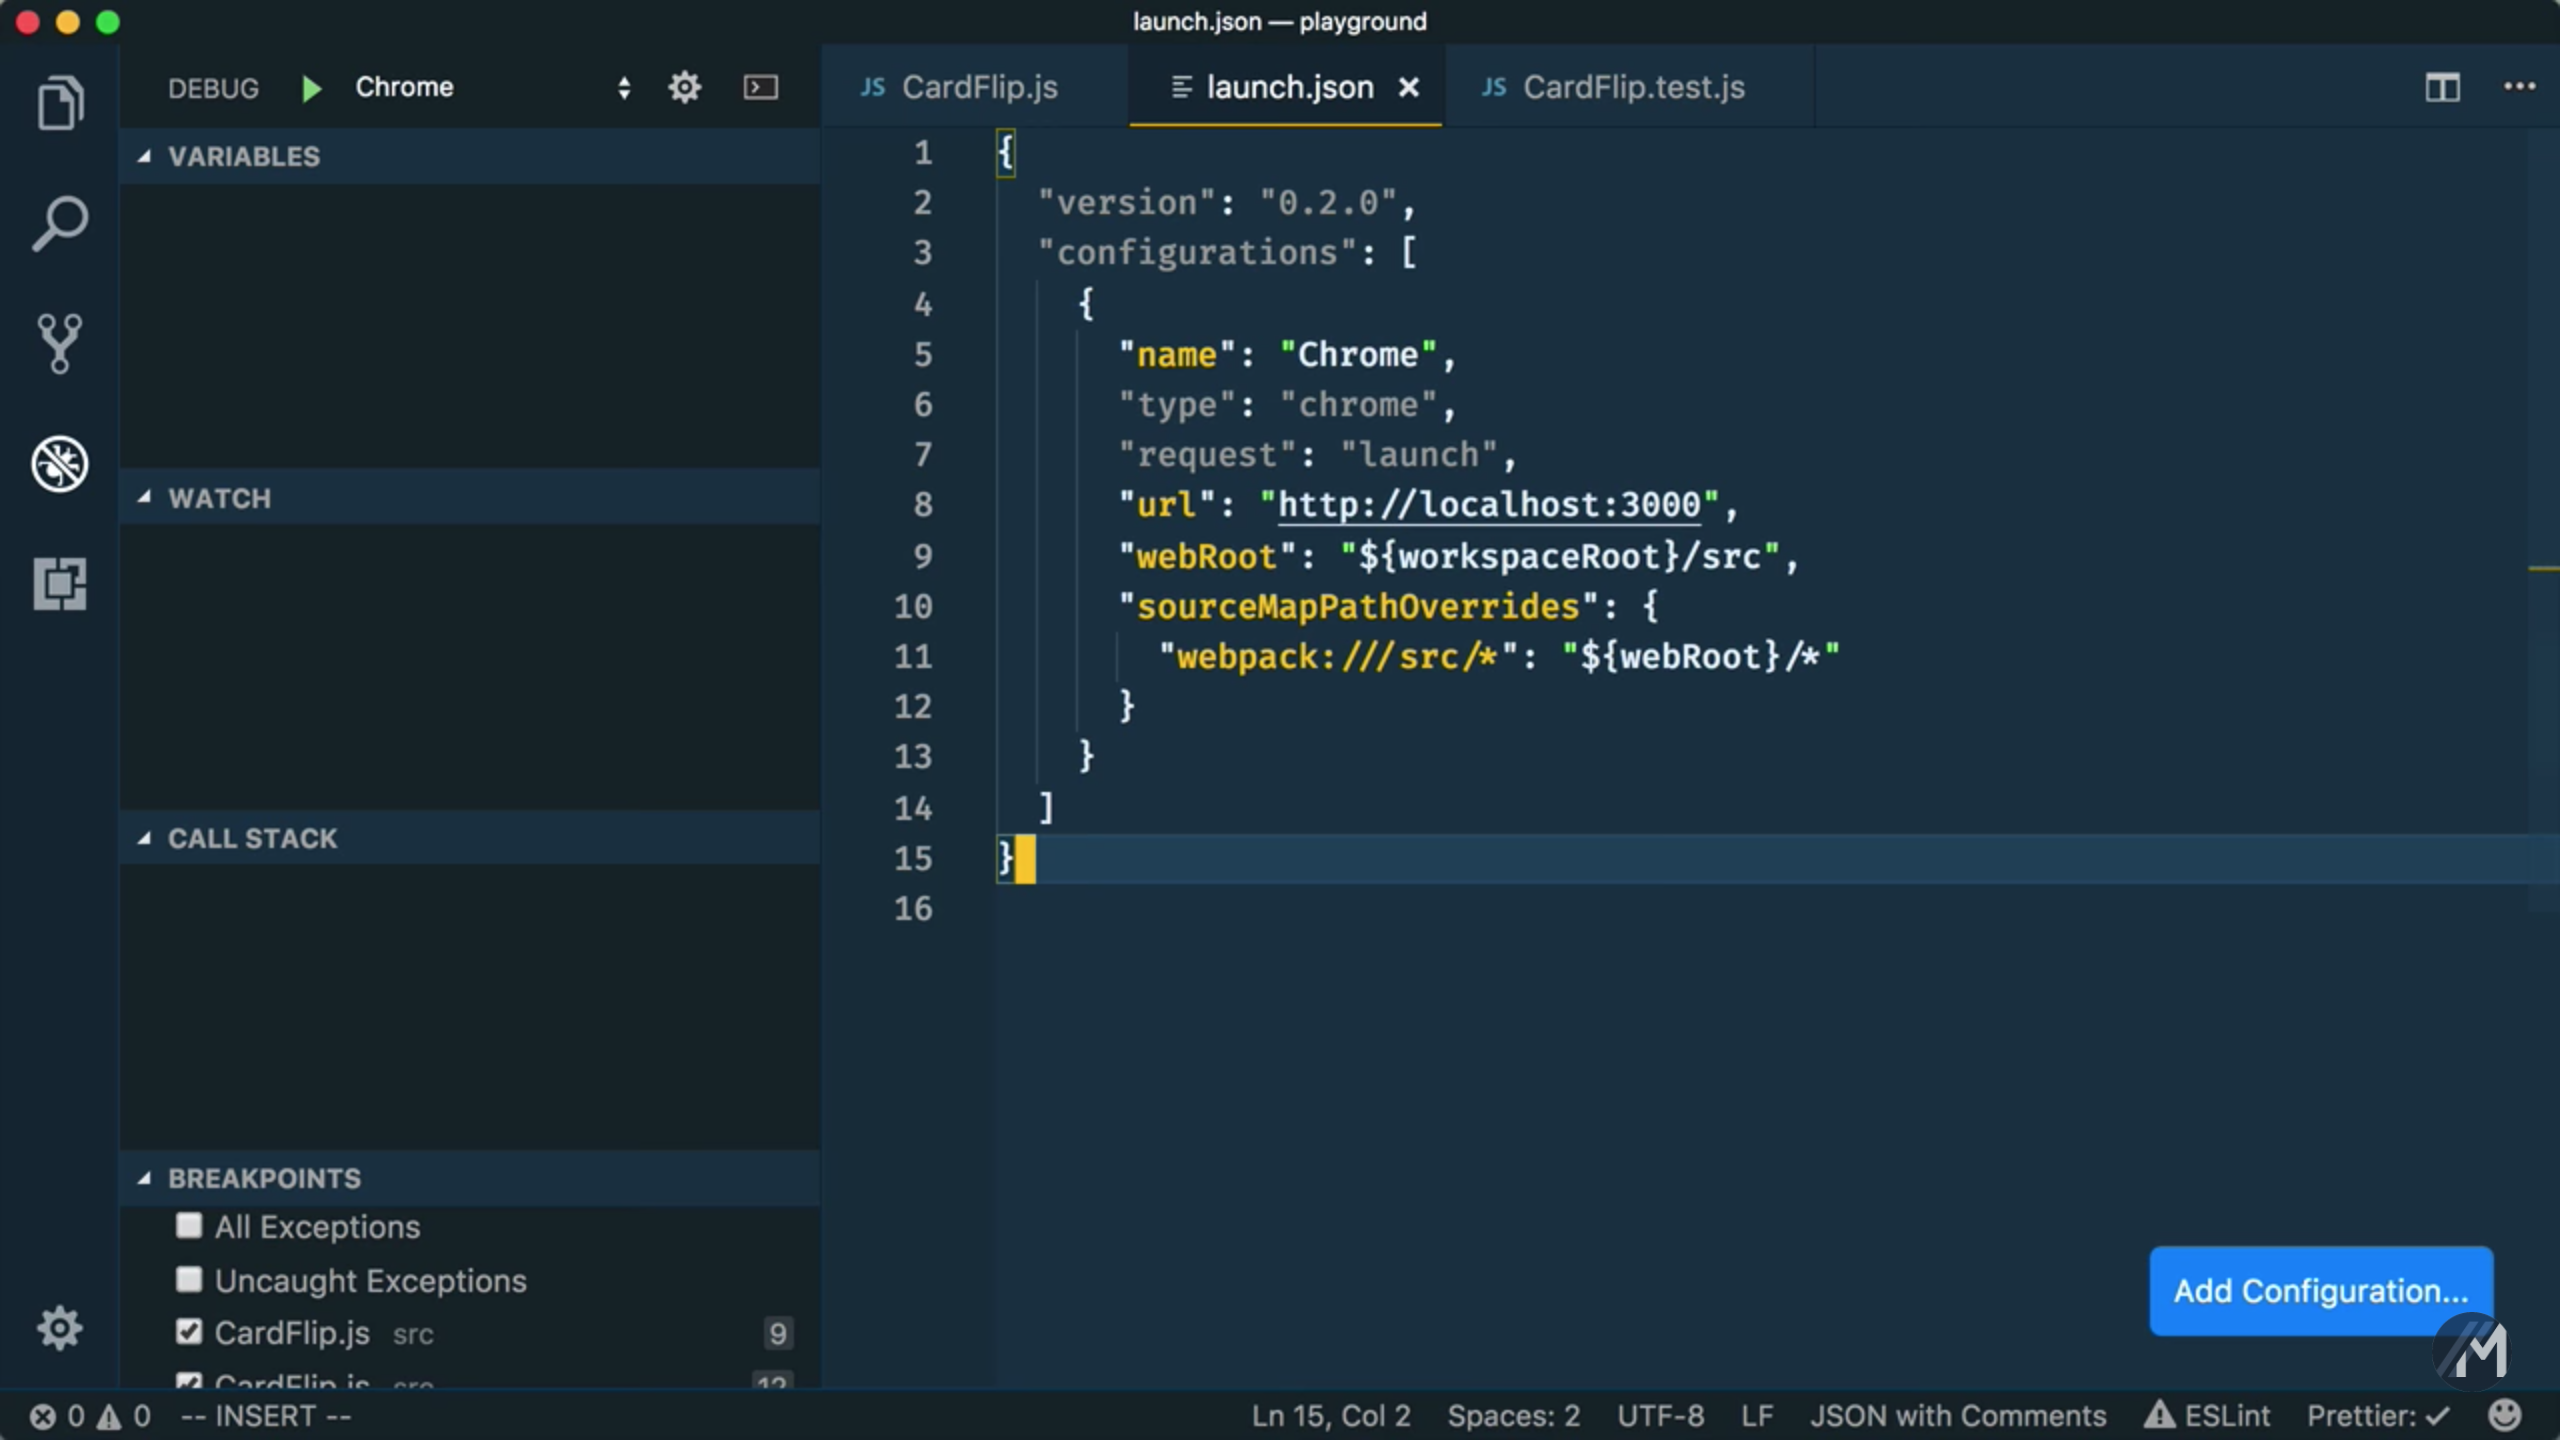 launch.json — playground
DEBUG Chrome
JS CardFlip.js
launch.json
JS CardFlip.test.js
VARIABLES
WATCH
CALL STACK
BREAKPOINTS
All Exceptions
Uncaught Exceptions
CardFlip.js src 9
CardFlip.js src 12
1 {
2 "version": "0.2.0",
3 "configurations": [
4 {
5 "name": "Chrome",
6 "type": "chrome",
7 "request": "launch",
8 "url": "http://localhost:3000",
9 "webRoot": "${workspaceRoot}/src",
10 "sourceMapPathOverrides": {
11 "webpack:///src/*": "${webRoot}/*"
12 }
13 }
14 ]
15 }
16
Add Configuration...
M
0 0 -- INSERT --
Ln 15, Col 2 Spaces: 2 UTF-8 LF JSON with Comments ESLint Prettier: ✓